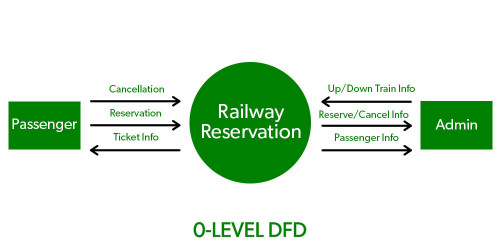 Cancellation
Reservation
Ticket Info
Passenger
Railway
Reservation
Up/Down Train Info
Reserve/Cancel Info
Passenger Info
Admin
0-LEVEL DFD